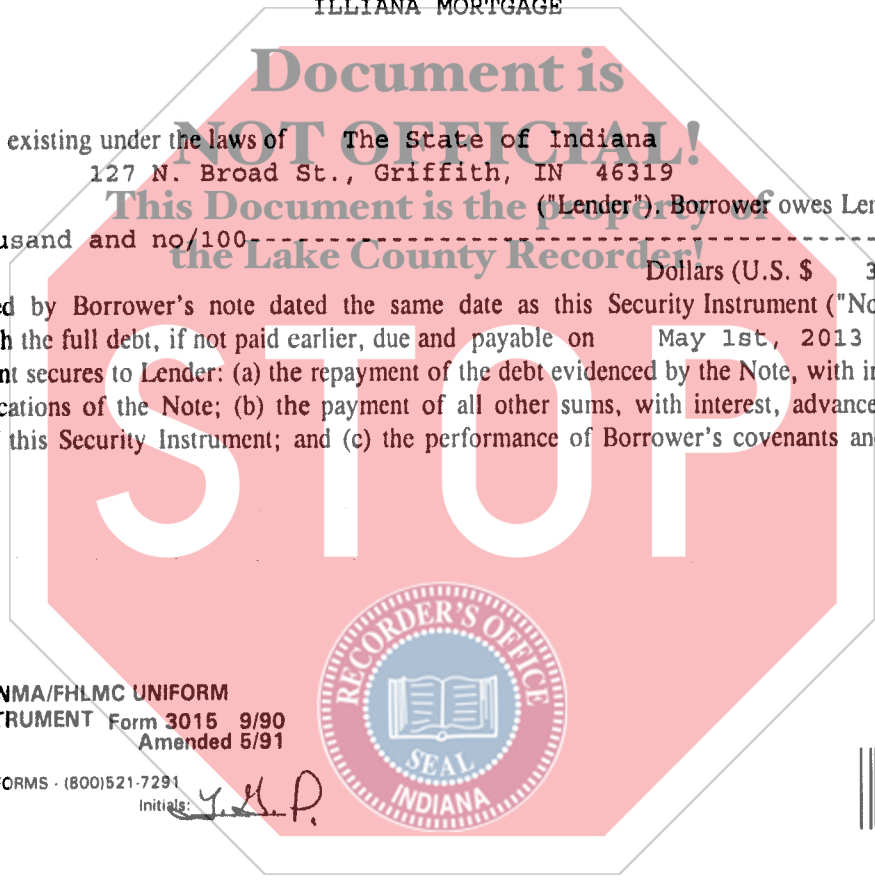 ILLIANA MORTGAGE
Document is
existing under the laws of The State of Indiana
NOT OFFICIAL!
127 N. Broad St., Griffith, IN 46319
This Document is the property of
("Lender"). Borrower owes Len
usand and no/100--------------------------------------------
the Lake County Recorder!
Dollars (U.S. $ 3
ed by Borrower's note dated the same date as this Security Instrument ("No
h the full debt, if not paid earlier, due and payable on May 1st, 2013
nt secures to Lender: (a) the repayment of the debt evidenced by the Note, with in
cations of the Note; (b) the payment of all other sums, with interest, advance
this Security Instrument; and (c) the performance of Borrower's covenants an
STOP
RECORDER'S OFFICE
SEAL
INDIANA
NMA/FHLMC UNIFORM
TRUMENT Form 3015 9/90
Amended 5/91
FORMS - (800)521-7291
Initials: Y.G.P.